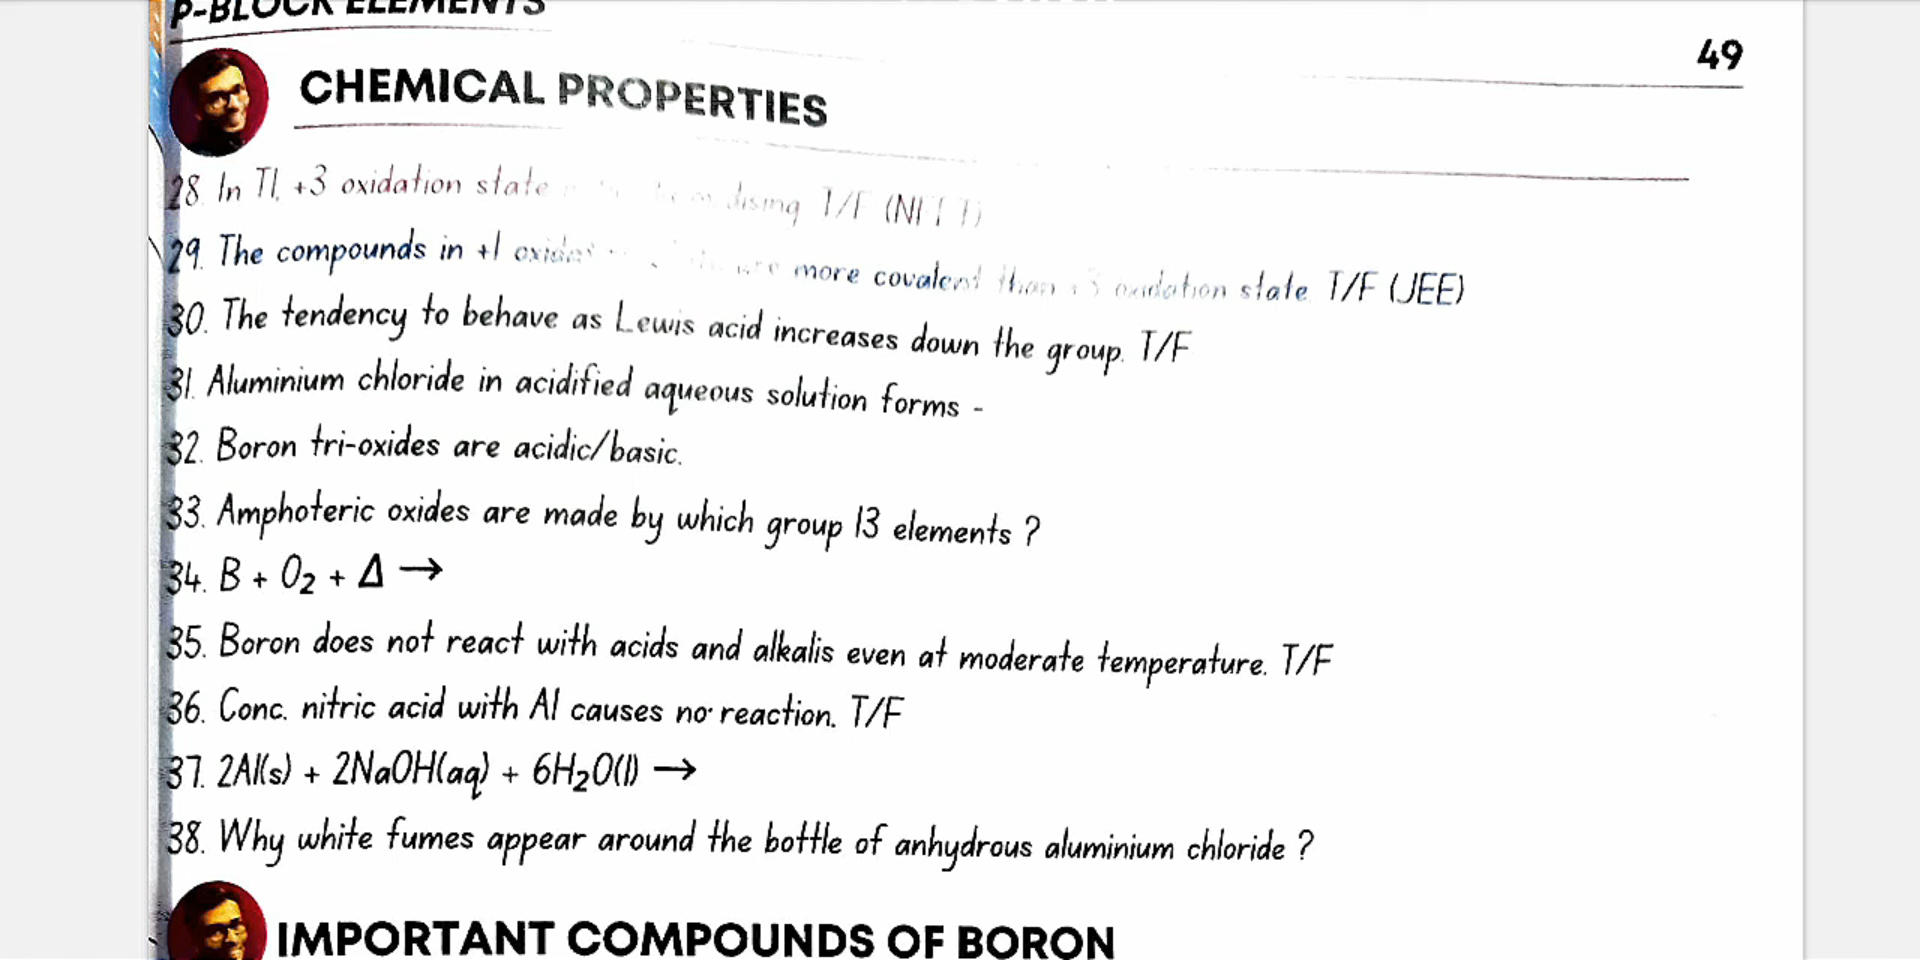 P-BLOCK ELEMENTS
49
CHEMICAL PROPERTIES
28. In Tl, +3 oxidation state dising T/F (NEET)
29. The compounds in +1 are more covalent than +3 oxidation state T/F (JEE)
30. The tendency to behave as Lewis acid increases down the group. T/F
31. Aluminium chloride in acidified aqueous solution forms -
32. Boron tri-oxides are acidic/basic.
33. Amphoteric oxides are made by which group 13 elements ?
34. B + O₂ + Δ →
35. Boron does not react with acids and alkalis even at moderate temperature. T/F
36. Conc. nitric acid with Al causes no reaction. T/F
37. 2Al(s) + 2NaOH(aq) + 6H₂O(l) →
38. Why white fumes appear around the bottle of anhydrous aluminium chloride ?
IMPORTANT COMPOUNDS OF BORON